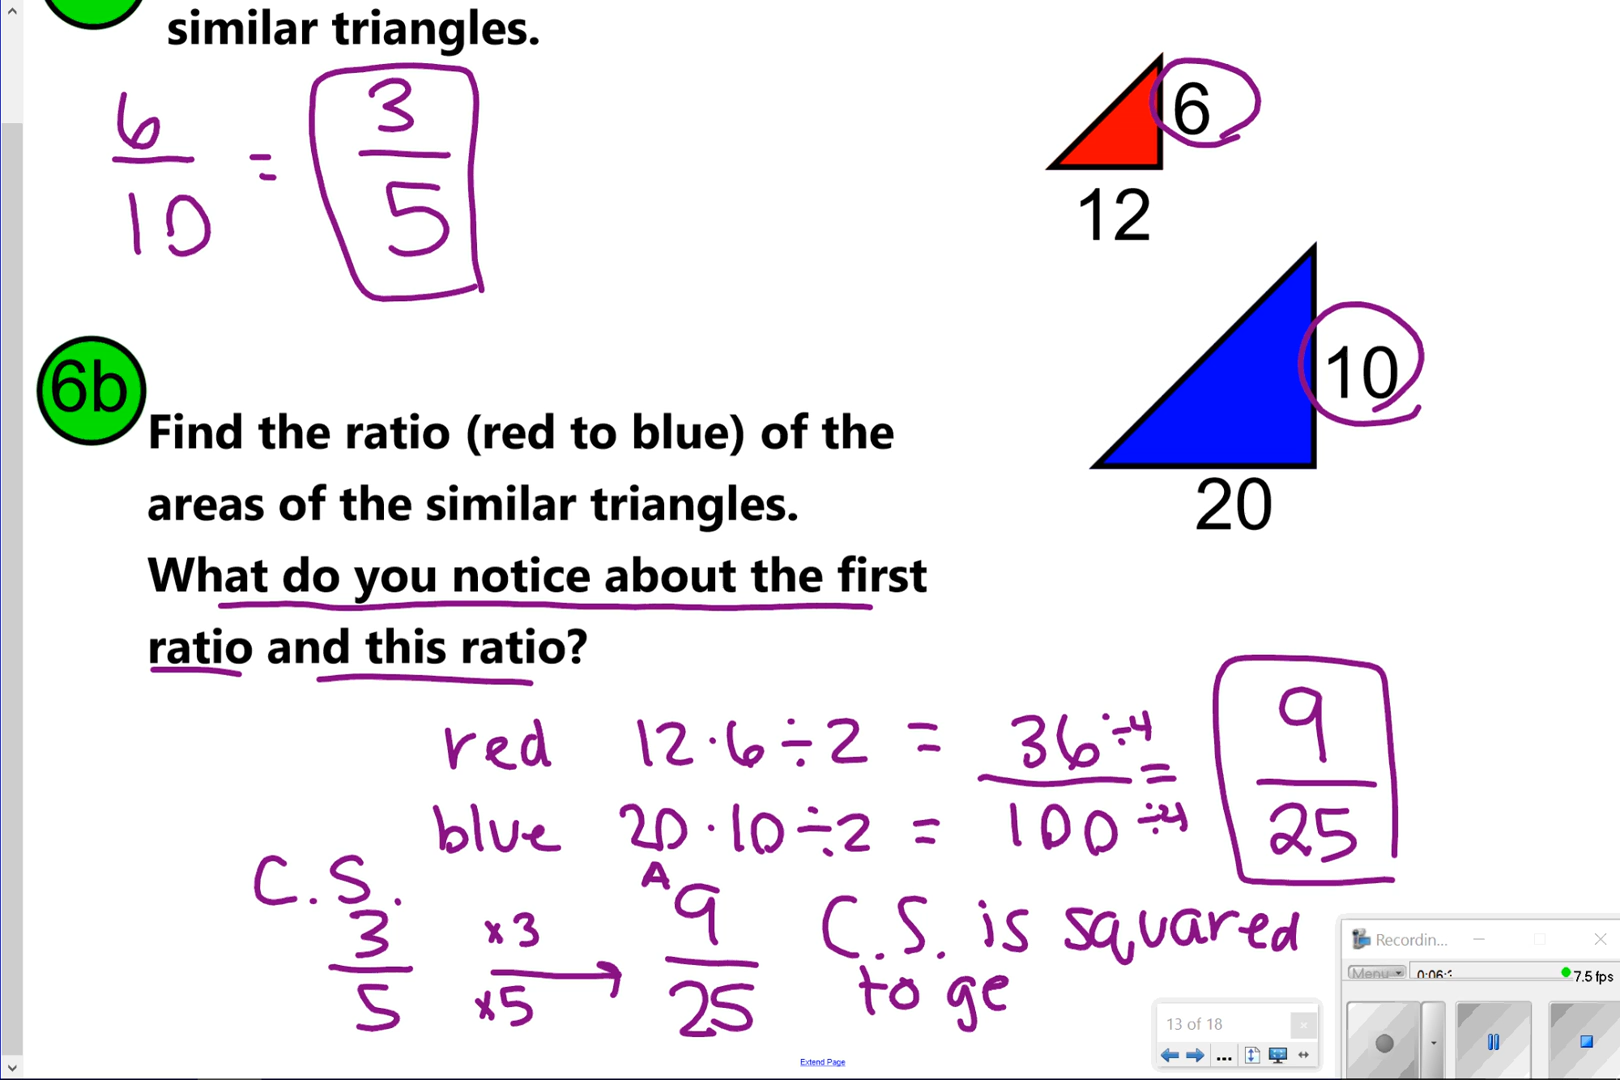 similar triangles.
6/10 = 3/5
6
12
10
20
6b
Find the ratio (red to blue) of the
areas of the similar triangles.
What do you notice about the first
ratio and this ratio?
red 12·6÷2 = 36÷4 = 9
blue 20·10÷2 = 100÷4 25
C.S. A
3/5 ×3/×5 → 9/25
C.S. is squared
to ge
Recordin...
Menu
7.5 fps
13 of 18
Extend Page